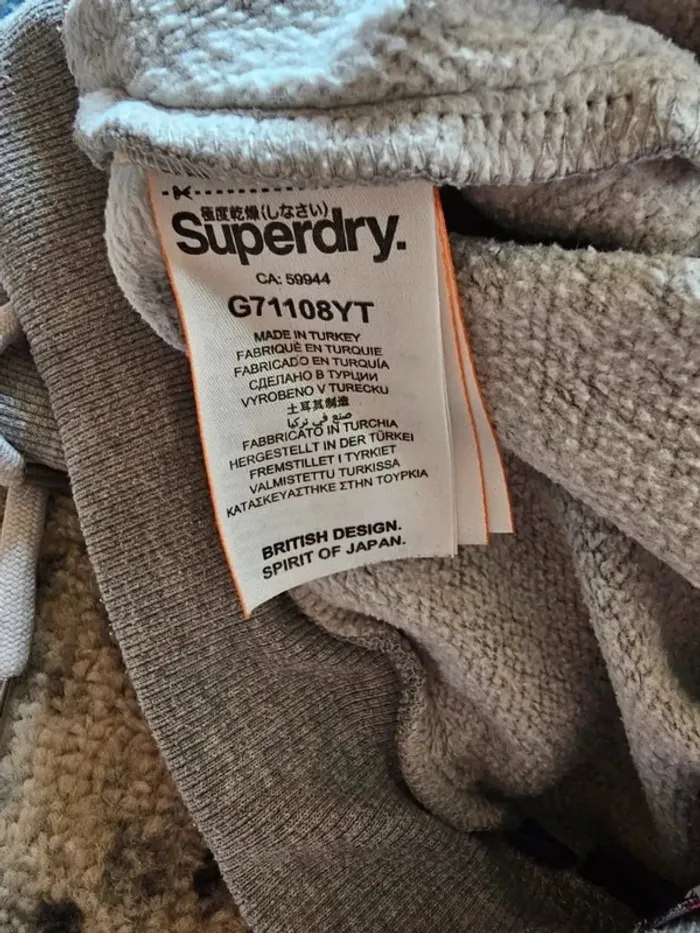 極度乾燥(しなさい)
Superdry.
CA: 59944
G71108YT
MADE IN TURKEY
FABRIQUÉ EN TURQUIE
FABRICADO EN TURQUÍA
СДЕЛАНО В ТУРЦИИ
VYROBENO V TURECKU
土耳其制造
صنع في تركيا
FABBRICATO IN TURCHIA
HERGESTELLT IN DER TÜRKEI
FREMSTILLET I TYRKIET
VALMISTETTU TURKISSA
ΚΑΤΑΣΚΕΥΑΣΤΗΚΕ ΣΤΗΝ ΤΟΥΡΚΙΑ
BRITISH DESIGN.
SPIRIT OF JAPAN.